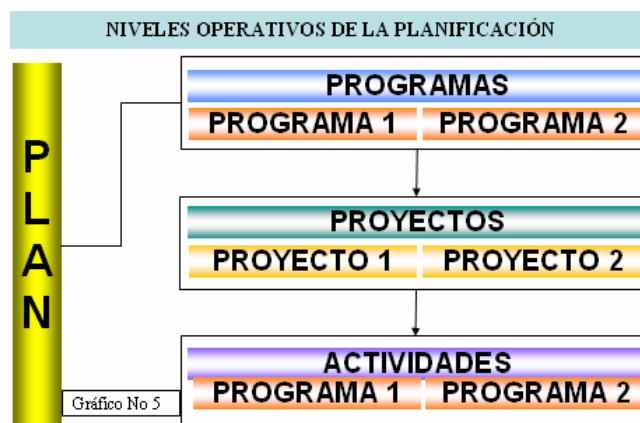 NIVELES OPERATIVOS DE LA PLANIFICACIÓN
PLAN
PROGRAMAS
PROGRAMA 1 PROGRAMA 2
PROYECTOS
PROYECTO 1 PROYECTO 2
ACTIVIDADES
PROGRAMA 1 PROGRAMA 2
Gráfico No 5